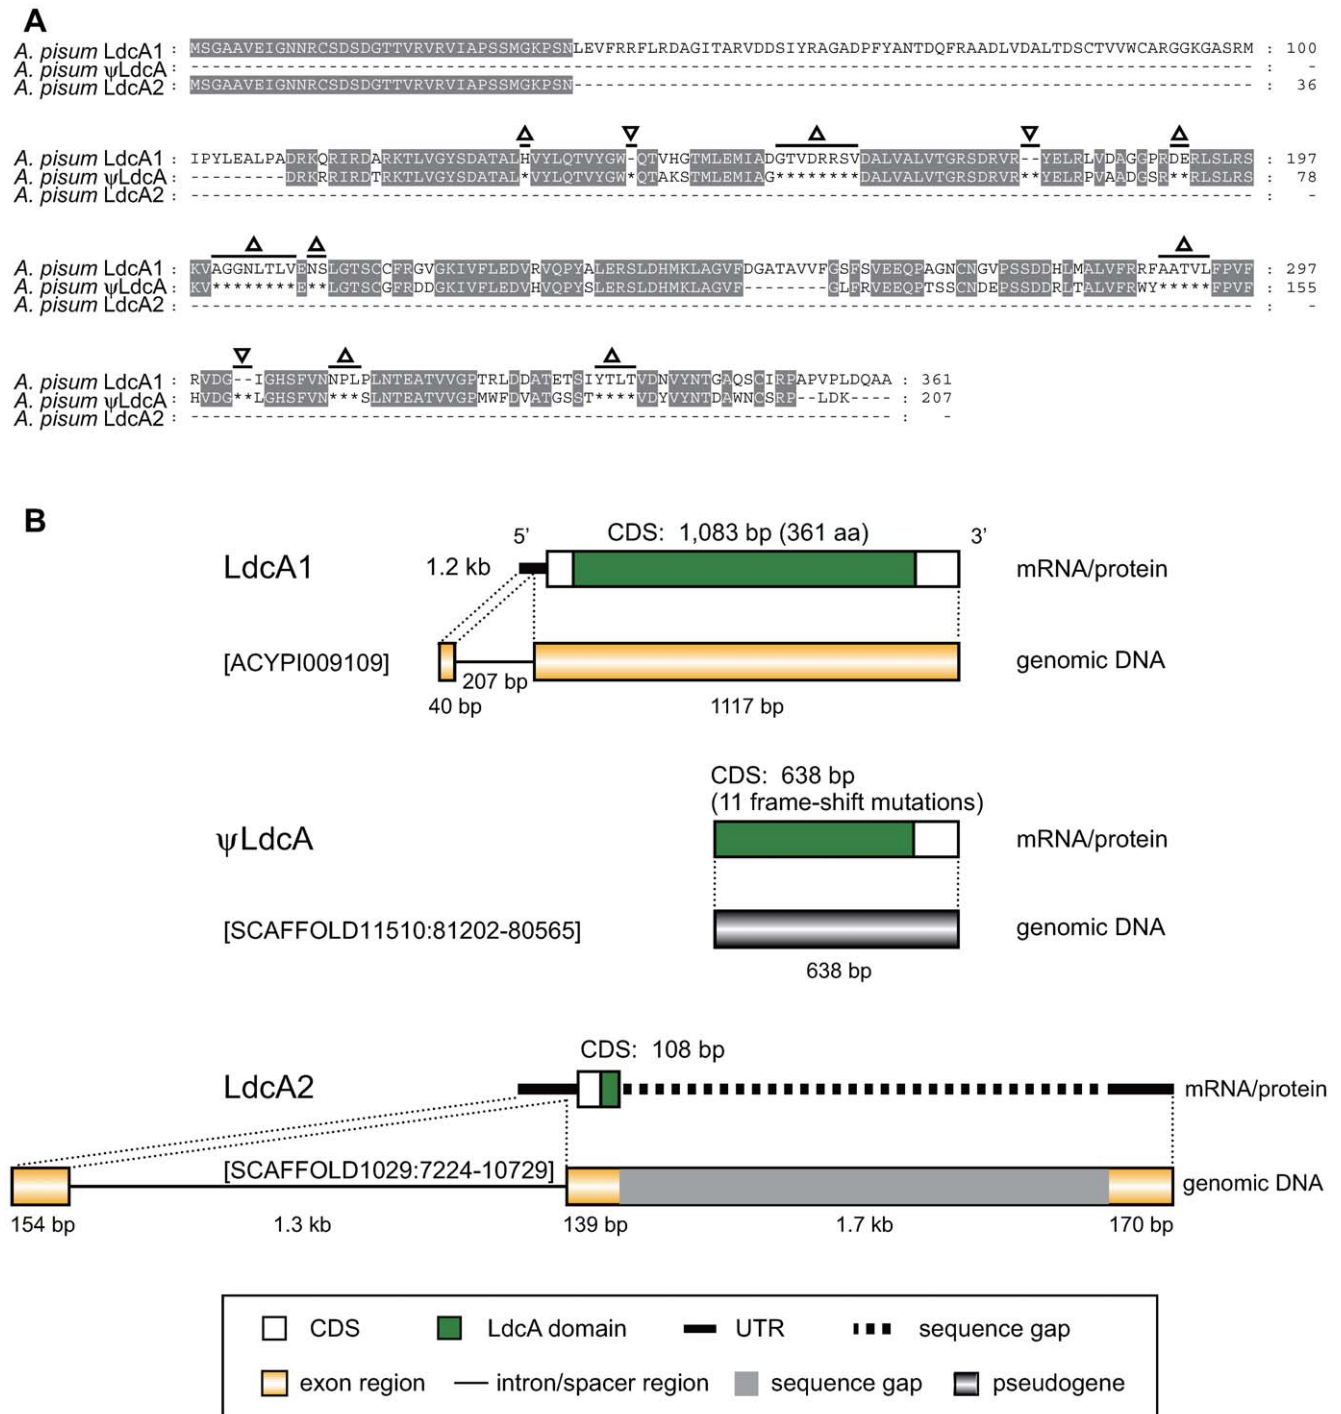 A
A. pisum LdcA1 : MSGAAVEIGNNRCSDSDGTTVRVRVIAPSSMGKPSNLEVFRRFLRDAGITARVDDSIYRAGADPFYANTDQFRAADLVDALTDSCTVVWCARGGKGASRM : 100
A. pisum ψLdcA : ---------------------------------------------------------------------------------------------------- : -
A. pisum LdcA2 : MSGAAVEIGNNRCSDSDGTTVRVRVIAPSSMGKPSN---------------------------------------------------------------- : 36
A. pisum LdcA1 : IPYLEALPADRKQRIRDARKTLVGYSDATALHVYLQTVYGW-QTVHGTMLEMIADGTVDRRSVDALVALVTGRSDRVR--YELRLVDAGGPRDERLSLRS : 197
A. pisum ψLdcA : ---------DRKRRIRDTRKTLVGYSDATAL*VYLQTVYGW*QTAKSTMLEMIAG********DALVALVTGRSDRVR**YELRPVAADGSR**RLSLRS : 78
A. pisum LdcA2 : ---------------------------------------------------------------------------------------------------- : -
A. pisum LdcA1 : KVAGGNLTLVENSLGTSCCFRGVGKIVFLEDVRVQPYALERSLDHMKLAGVFDGATAVVFGSFSVEEQPAGNCNGVPSSDDHLMALVFRRFAATVLFPVF : 297
A. pisum ψLdcA : KV********E**LGTSCGFRDDGKIVFLEDVHVQPYSLERSLDHMKLAGVF--------GLFRVEEQPTSSCNDEPSSDDRLTALVFRWY*****FPVF : 155
A. pisum LdcA2 : ---------------------------------------------------------------------------------------------------- : -
A. pisum LdcA1 : RVDG--IGHSFVNNPLPLNTEATVVGPTRLDDATETSIYTLTVDNVYNTGAQSCIRPAPVPLDQAA : 361
A. pisum ψLdcA : HVDG**LGHSFVN***SLNTEATVVGPMWFDVATGSST****VDYVYNTDAWNCSRP--LDK---- : 207
A. pisum LdcA2 : ------------------------------------------------------------------ : -
B
5' CDS: 1,083 bp (361 aa) 3'
LdcA1 1.2 kb mRNA/protein
[ACYPI009109] genomic DNA
207 bp
40 bp 1117 bp
CDS: 638 bp
(11 frame-shift mutations)
ψLdcA mRNA/protein
[SCAFFOLD11510:81202-80565] genomic DNA
638 bp
CDS: 108 bp
LdcA2 mRNA/protein
[SCAFFOLD1029:7224-10729] genomic DNA
154 bp 1.3 kb 139 bp 1.7 kb 170 bp
CDS LdcA domain UTR sequence gap
exon region intron/spacer region sequence gap pseudogene